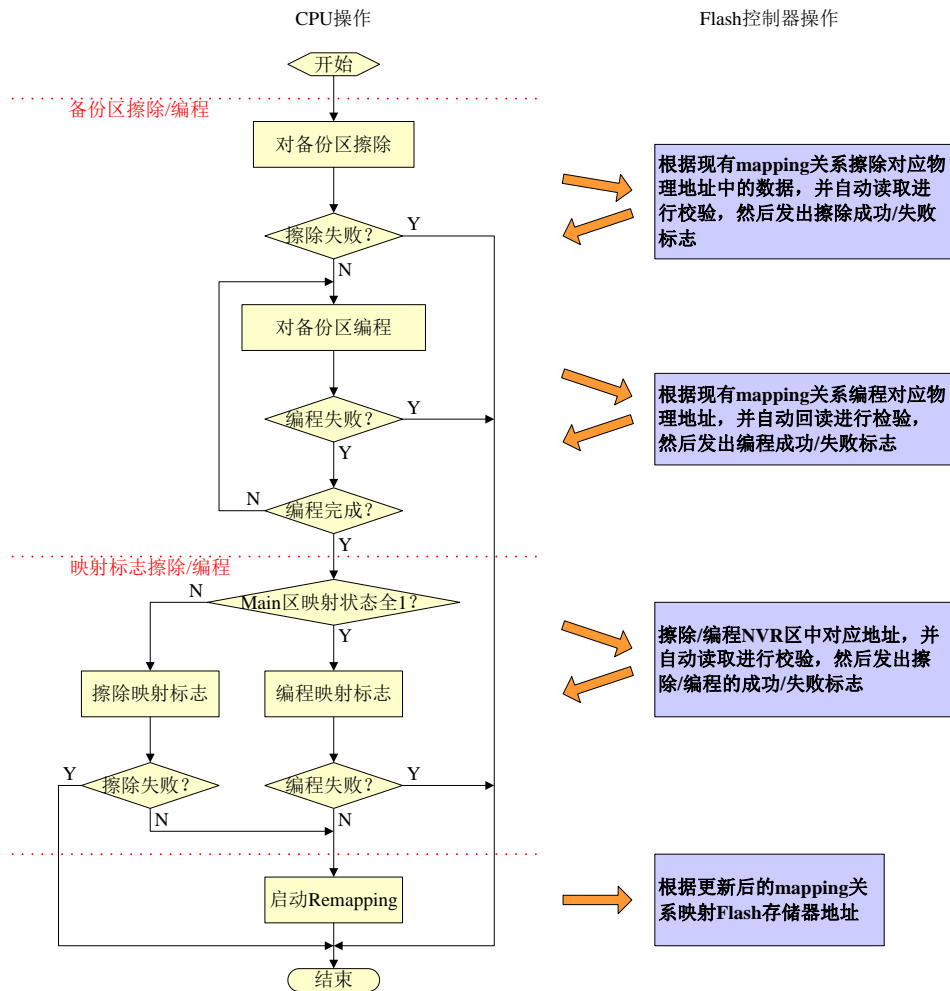 CPU操作
Flash控制器操作
开始
备份区擦除/编程
对备份区擦除
根据现有mapping关系擦除对应物
理地址中的数据，并自动读取进
行校验，然后发出擦除成功/失败
标志
擦除失败？
Y
N
对备份区编程
编程失败？
Y
Y
根据现有mapping关系编程对应物
理地址，并自动回读进行检验，
然后发出编程成功/失败标志
N
编程完成？
Y
映射标志擦除/编程
N
Main区映射状态全1？
Y
擦除/编程NVR区中对应地址，并
自动读取进行校验，然后发出擦
除/编程的成功/失败标志
擦除映射标志
编程映射标志
Y
擦除失败？
编程失败？
Y
N
N
启动Remapping
根据更新后的mapping关
系映射Flash存储器地址
结束